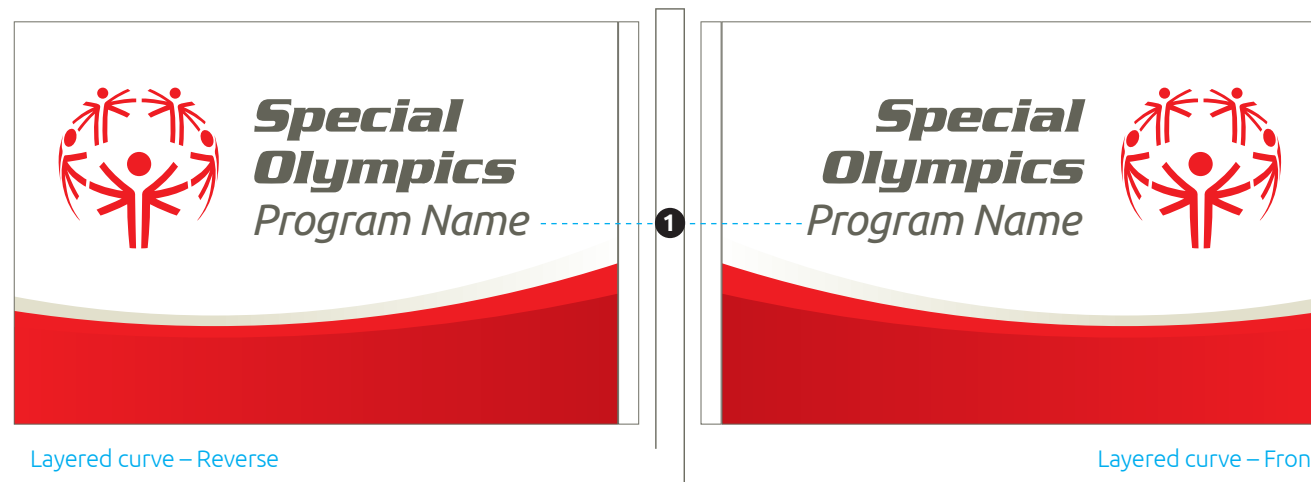 Special
Olympics
Program Name
1
Special
Olympics
Program Name
Layered curve – Reverse
Layered curve – Fron